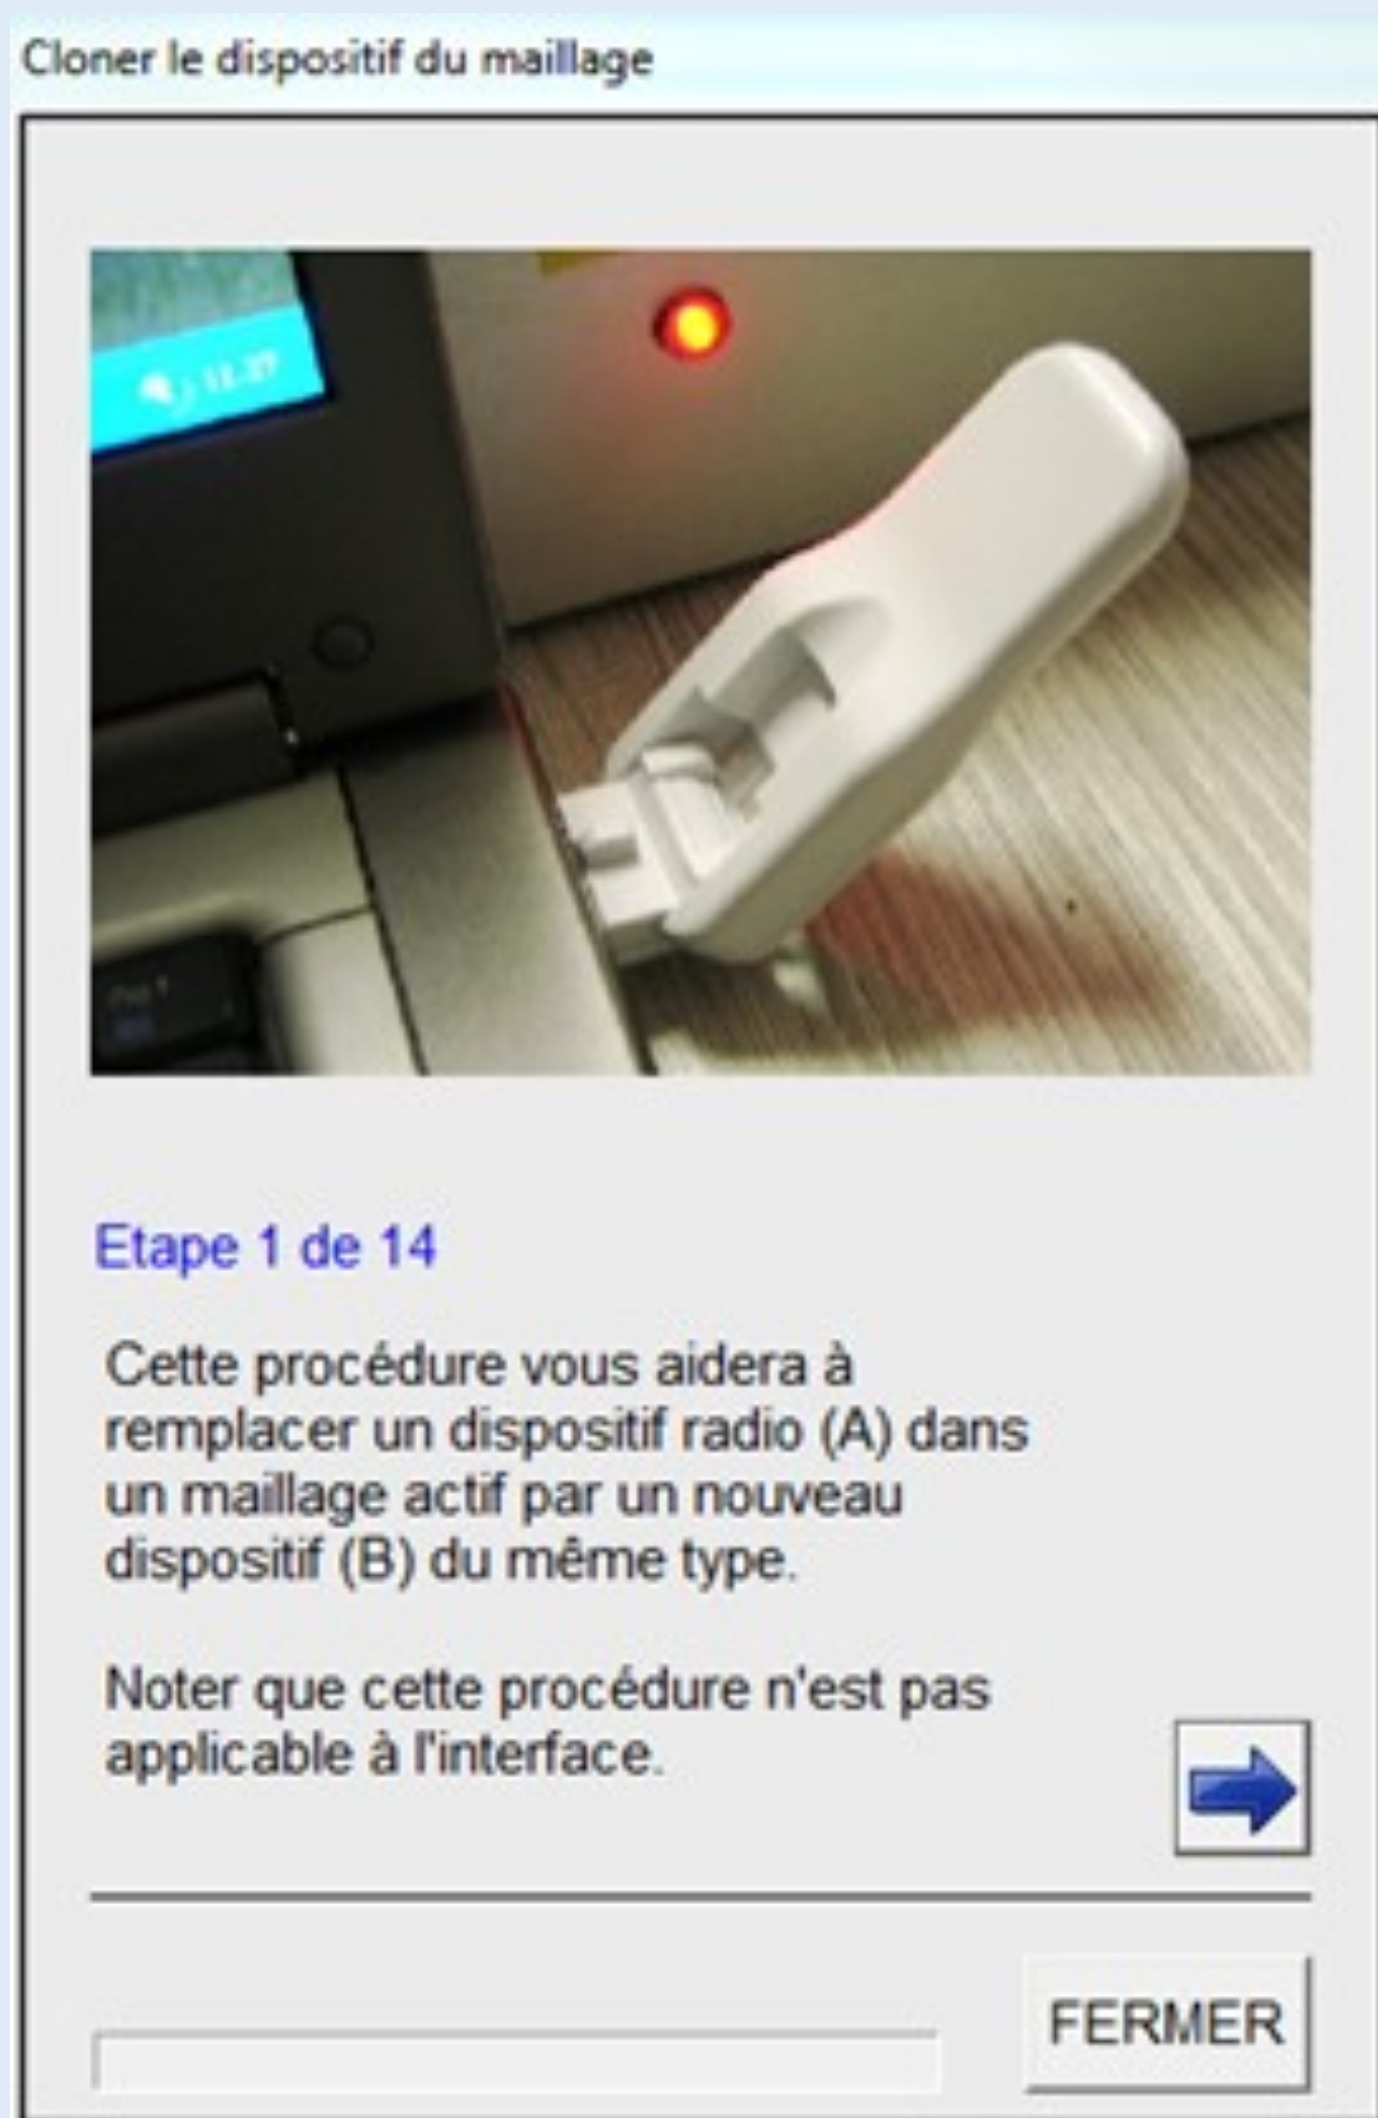 Cloner le dispositif du maillage
Etape 1 de 14
Cette procédure vous aidera à
remplacer un dispositif radio (A) dans
un maillage actif par un nouveau
dispositif (B) du même type.
Noter que cette procédure n'est pas
applicable à l'interface.
FERMER